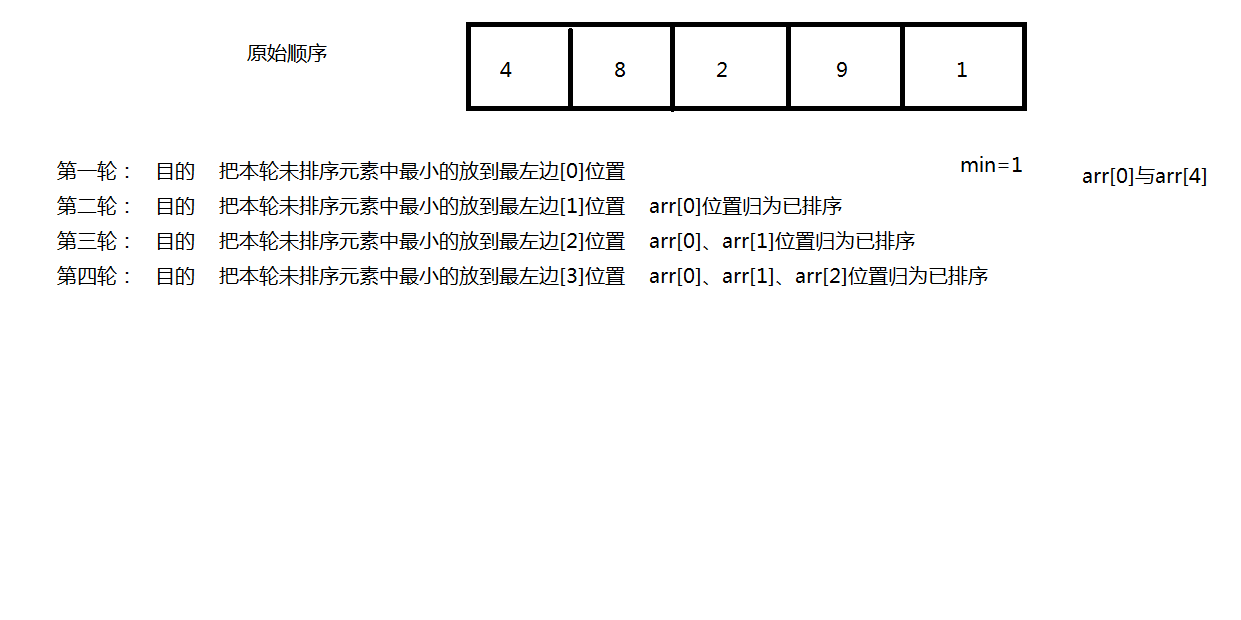 原始顺序
4 8 2 9 1
第一轮： 目的 把本轮未排序元素中最小的放到最左边[0]位置 min=1 arr[0]与arr[4]
第二轮： 目的 把本轮未排序元素中最小的放到最左边[1]位置 arr[0]位置归为已排序
第三轮： 目的 把本轮未排序元素中最小的放到最左边[2]位置 arr[0]、arr[1]位置归为已排序
第四轮： 目的 把本轮未排序元素中最小的放到最左边[3]位置 arr[0]、arr[1]、arr[2]位置归为已排序